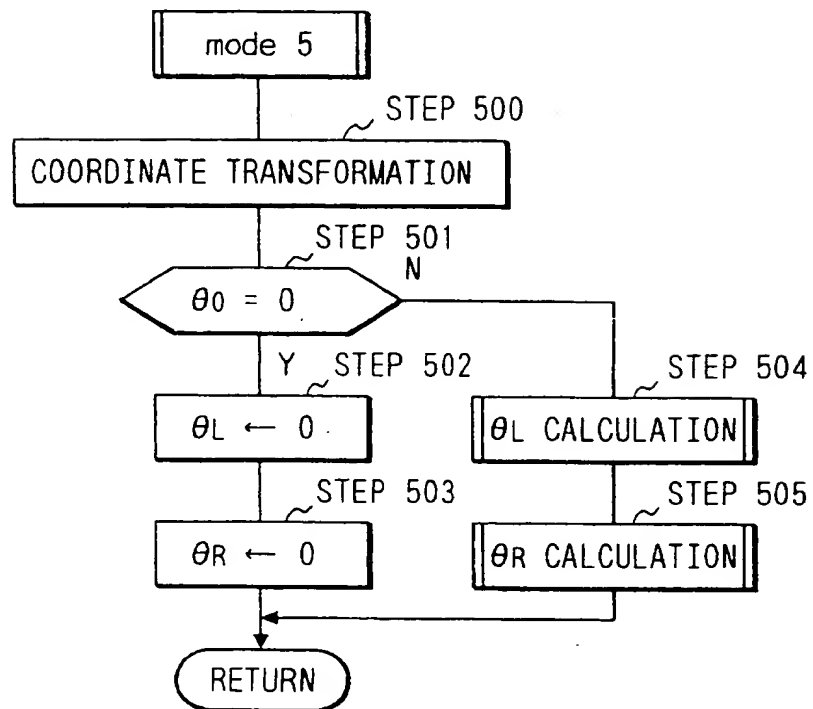 mode 5
STEP 500
COORDINATE TRANSFORMATION
STEP 501
N
θ0 = 0
Y
STEP 502
STEP 504
θL ← 0
θL CALCULATION
STEP 503
STEP 505
θR ← 0
θR CALCULATION
RETURN